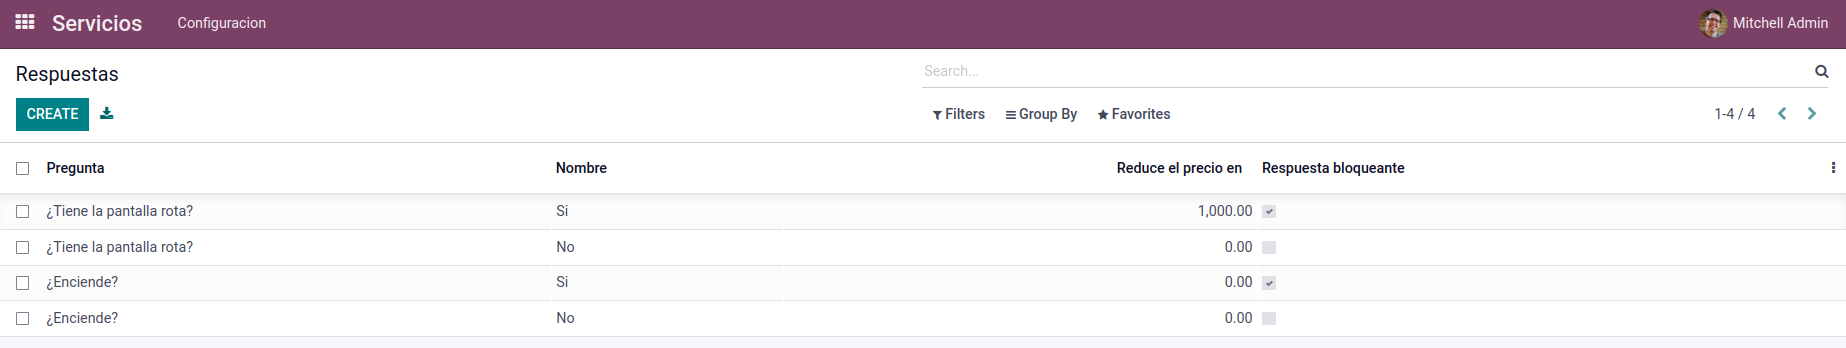 Servicios Configuracion Mitchell Admin
Respuestas Search...
CREATE Filters Group By Favorites 1-4 / 4
Pregunta Nombre Reduce el precio en Respuesta bloqueante
¿Tiene la pantalla rota? Si 1,000.00
¿Tiene la pantalla rota? No 0.00
¿Enciende? Si 0.00
¿Enciende? No 0.00